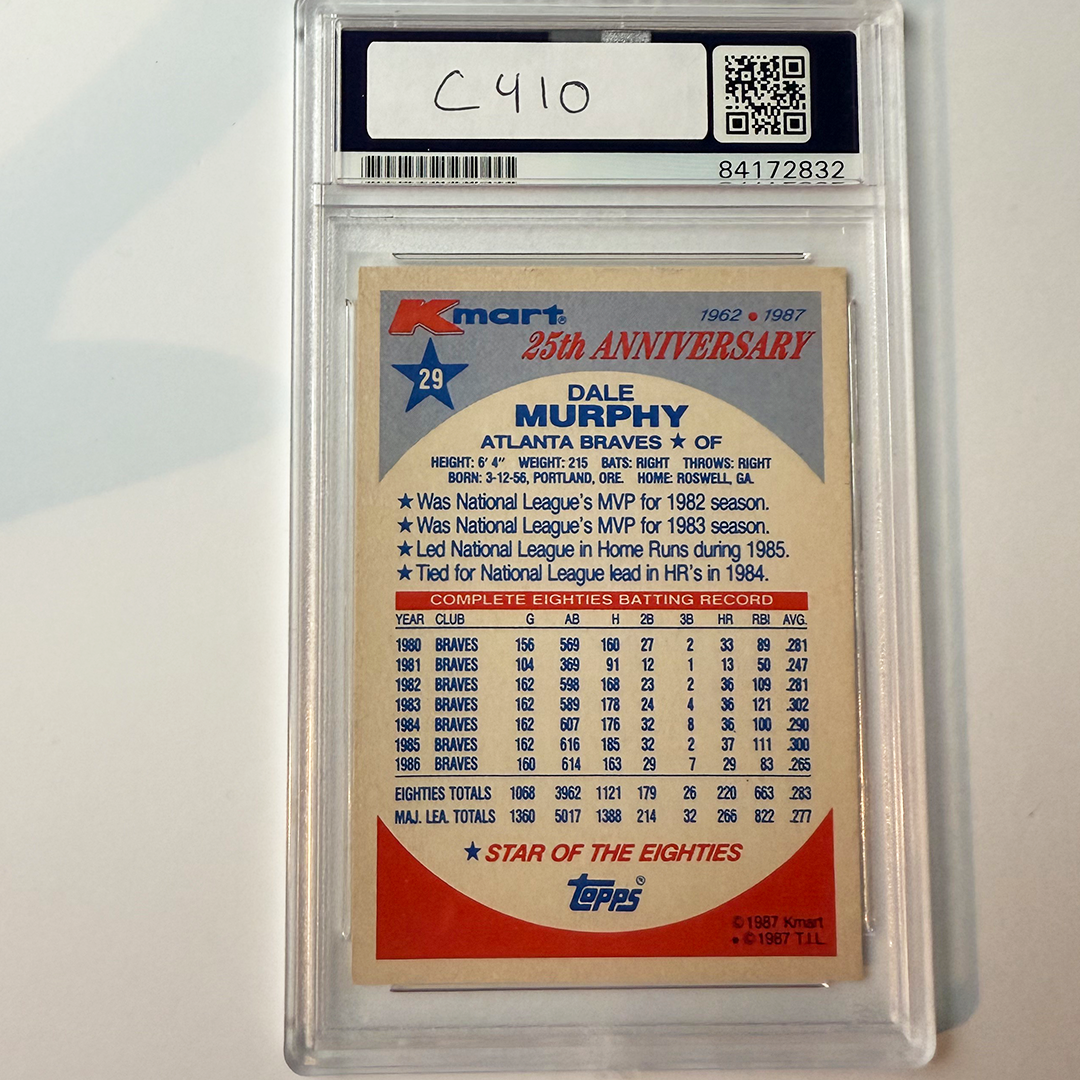 C410
84172832
Kmart®
1962 • 1987
25th ANNIVERSARY
29
DALE
MURPHY
ATLANTA BRAVES ★ OF
HEIGHT: 6' 4" WEIGHT: 215 BATS: RIGHT THROWS: RIGHT
BORN: 3-12-56, PORTLAND, ORE. HOME: ROSWELL, GA.
★ Was National League's MVP for 1982 season.
★ Was National League's MVP for 1983 season.
★ Led National League in Home Runs during 1985.
★ Tied for National League lead in HR's in 1984.
COMPLETE EIGHTIES BATTING RECORD
YEAR CLUB G AB H 2B 3B HR RBI AVG.
1980 BRAVES 156 569 160 27 2 33 89 .281
1981 BRAVES 104 369 91 12 1 13 50 .247
1982 BRAVES 162 598 168 23 2 36 109 .281
1983 BRAVES 162 589 178 24 4 36 121 .302
1984 BRAVES 162 607 176 32 8 36 100 .290
1985 BRAVES 162 616 185 32 2 37 111 .300
1986 BRAVES 160 614 163 29 7 29 83 .265
EIGHTIES TOTALS 1068 3962 1121 179 26 220 663 .283
MAJ. LEA. TOTALS 1360 5017 1388 214 32 266 822 .277
★ STAR OF THE EIGHTIES
Topps®
© 1987 Kmart
• © 1987 T.I.L.